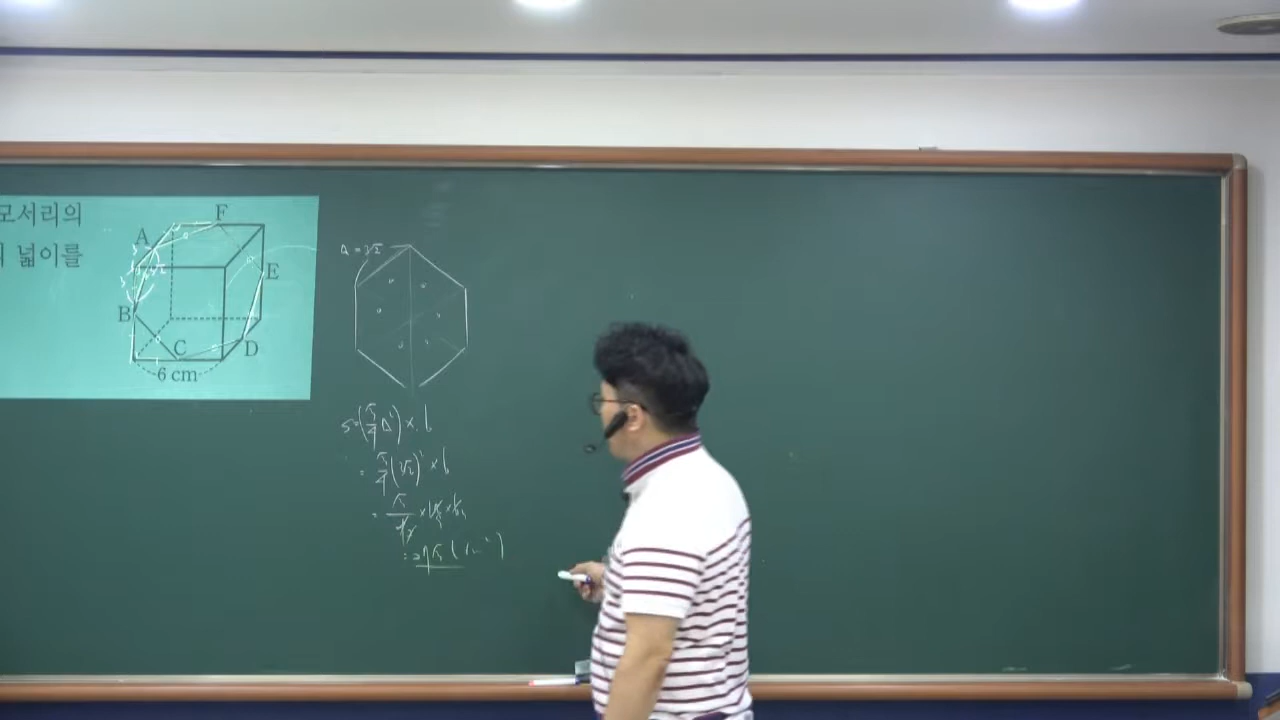 모서리의
넓이를
F
A
E
B
C
D
6 cm
a = 3√2
S = (√3/4 a²) × 6
= √3/4 (3√2)² × 6
= 27√3 (cm²)